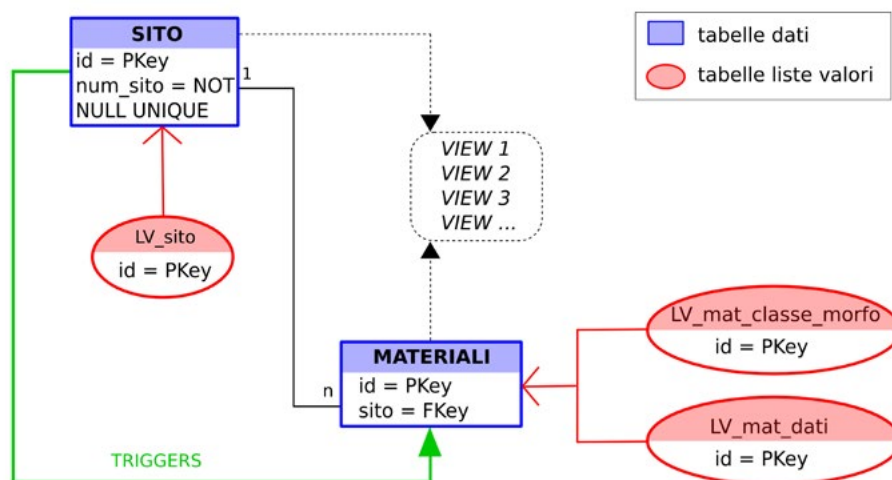 SITO
id = PKey
num_sito = NOT
NULL UNIQUE
1
tabelle dati
tabelle liste valori
VIEW 1
VIEW 2
VIEW 3
VIEW ...
LV_sito
id = PKey
LV_mat_classe_morfo
id = PKey
MATERIALI
id = PKey
sito = FKey
n
LV_mat_dati
id = PKey
TRIGGERS